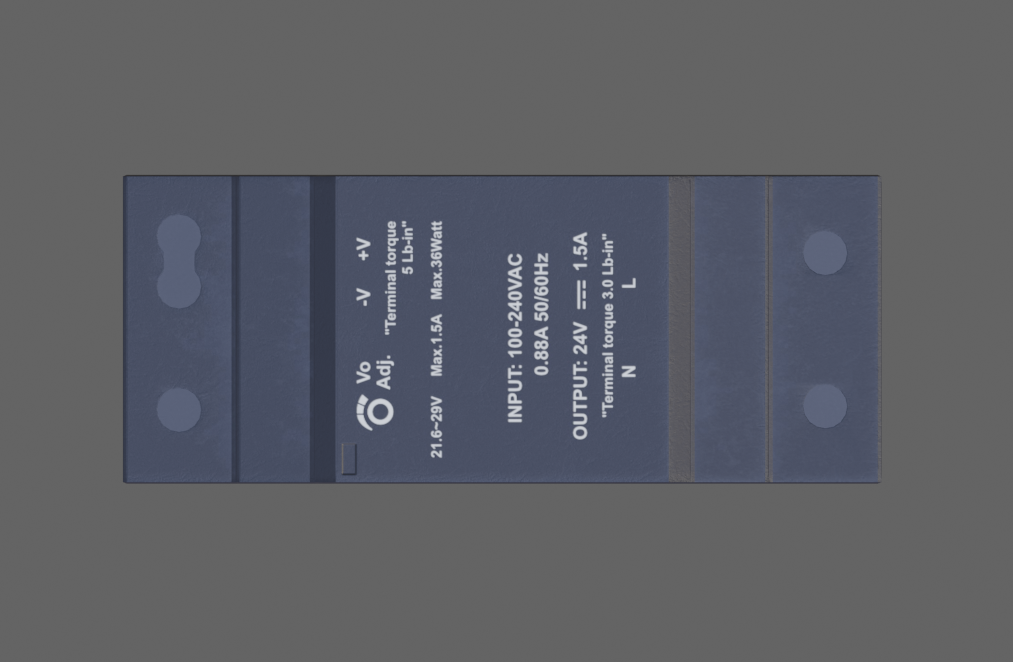 Vo
Adj.
-V +V
"Terminal torque
5 Lb-in"
21.6~29V Max.1.5A Max.36Watt
INPUT: 100-240VAC
0.88A 50/60Hz
OUTPUT: 24V ⎓ 1.5A
"Terminal torque 3.0 Lb-in"
N L